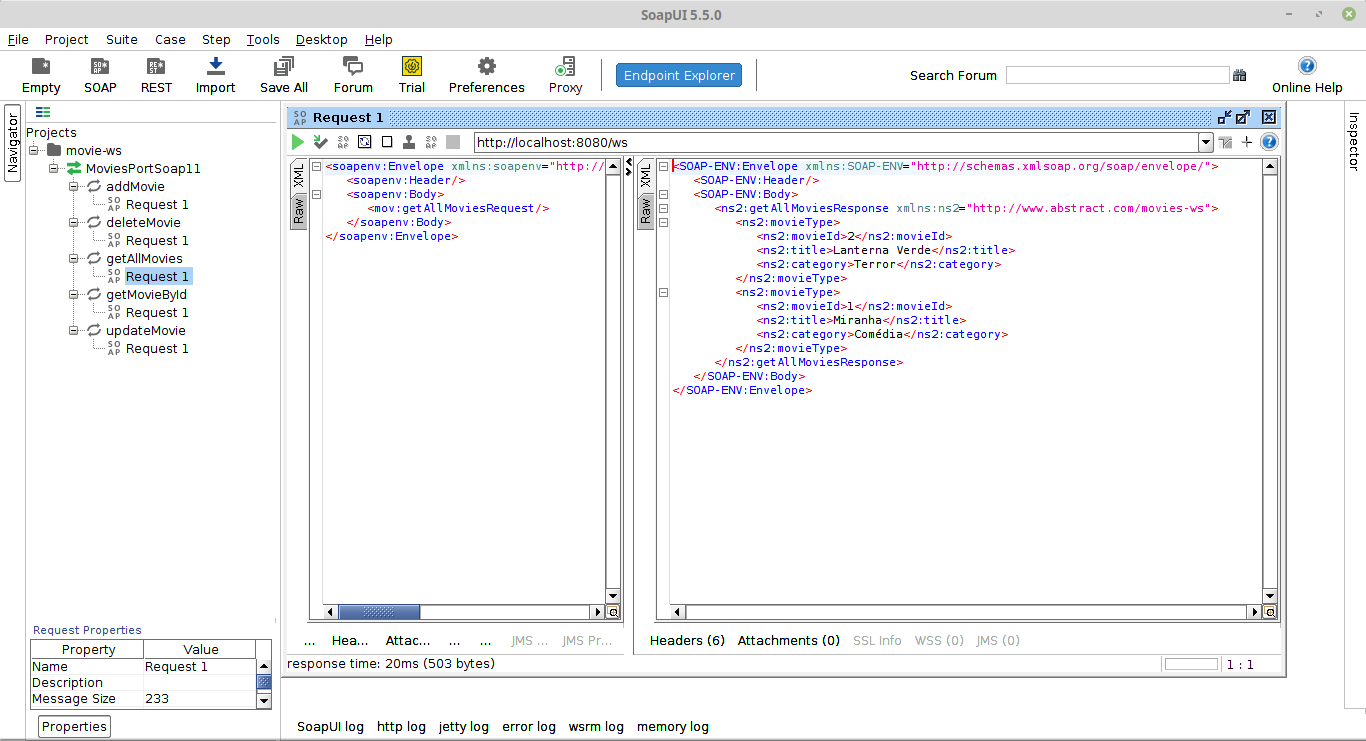 SoapUI 5.5.0
File Project Suite Case Step Tools Desktop Help
Empty SOAP REST Import Save All Forum Trial Preferences Proxy Endpoint Explorer Search Forum Online Help
Navigator
Projects
movie-ws
MoviesPortSoap11
addMovie
Request 1
deleteMovie
Request 1
getAllMovies
Request 1
getMovieById
Request 1
updateMovie
Request 1
Request Properties
Property Value
Name Request 1
Description
Message Size 233
Properties
Request 1
http://localhost:8080/ws
XML
Raw
<soapenv:Envelope xmlns:soapenv="http://
<soapenv:Header/>
<soapenv:Body>
<mov:getAllMoviesRequest/>
</soapenv:Body>
</soapenv:Envelope>
XML
Raw
<SOAP-ENV:Envelope xmlns:SOAP-ENV="http://schemas.xmlsoap.org/soap/envelope/">
<SOAP-ENV:Header/>
<SOAP-ENV:Body>
<ns2:getAllMoviesResponse xmlns:ns2="http://www.abstract.com/movies-ws">
<ns2:movieType>
<ns2:movieId>2</ns2:movieId>
<ns2:title>Lanterna Verde</ns2:title>
<ns2:category>Terror</ns2:category>
</ns2:movieType>
<ns2:movieType>
<ns2:movieId>1</ns2:movieId>
<ns2:title>Miranha</ns2:title>
<ns2:category>Comédia</ns2:category>
</ns2:movieType>
</ns2:getAllMoviesResponse>
</SOAP-ENV:Body>
</SOAP-ENV:Envelope>
... Hea... Attac... ... ... JMS ... JMS Pr...
Headers (6) Attachments (0) SSL Info WSS (0) JMS (0)
response time: 20ms (503 bytes)
1 : 1
Inspector
SoapUI log http log jetty log error log wsrm log memory log